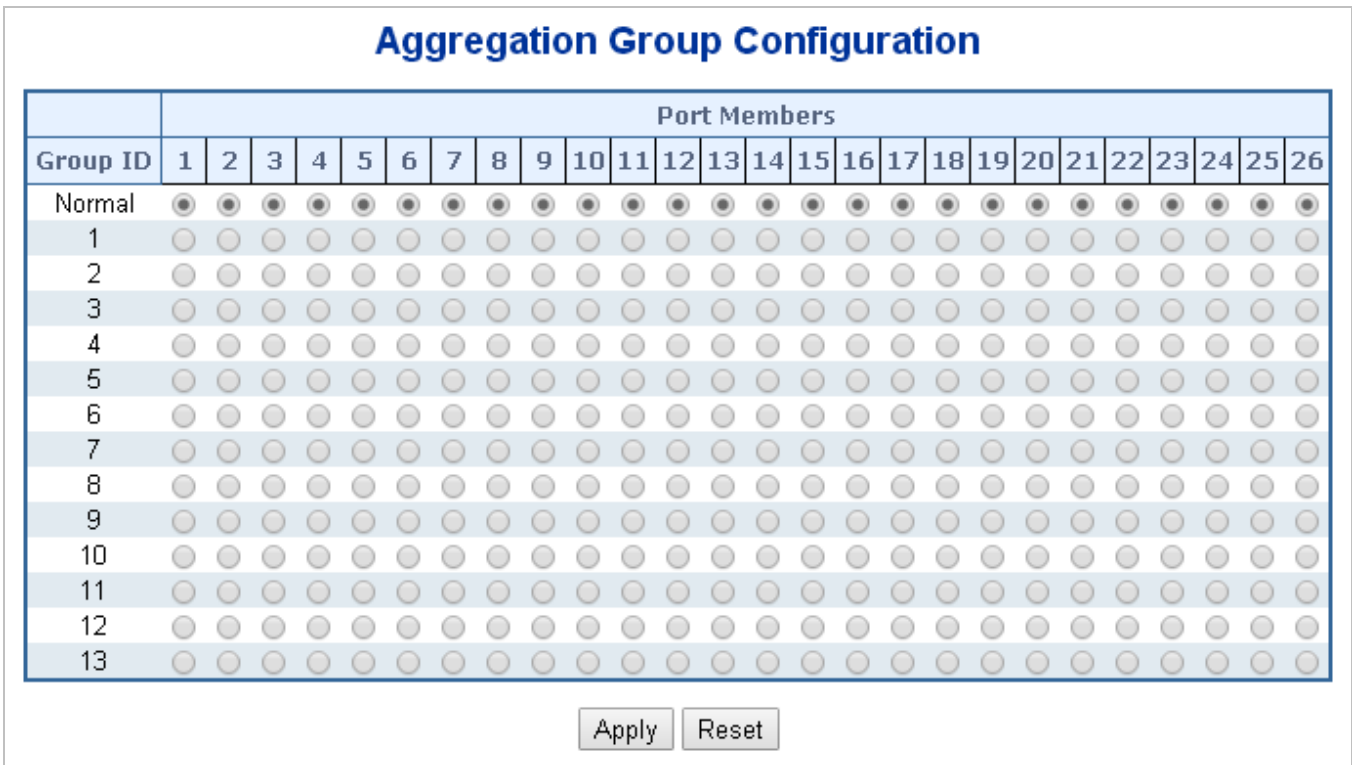 Aggregation Group Configuration
Port Members
Group ID 1 2 3 4 5 6 7 8 9 10 11 12 13 14 15 16 17 18 19 20 21 22 23 24 25 26
Normal
1
2
3
4
5
6
7
8
9
10
11
12
13
Apply Reset